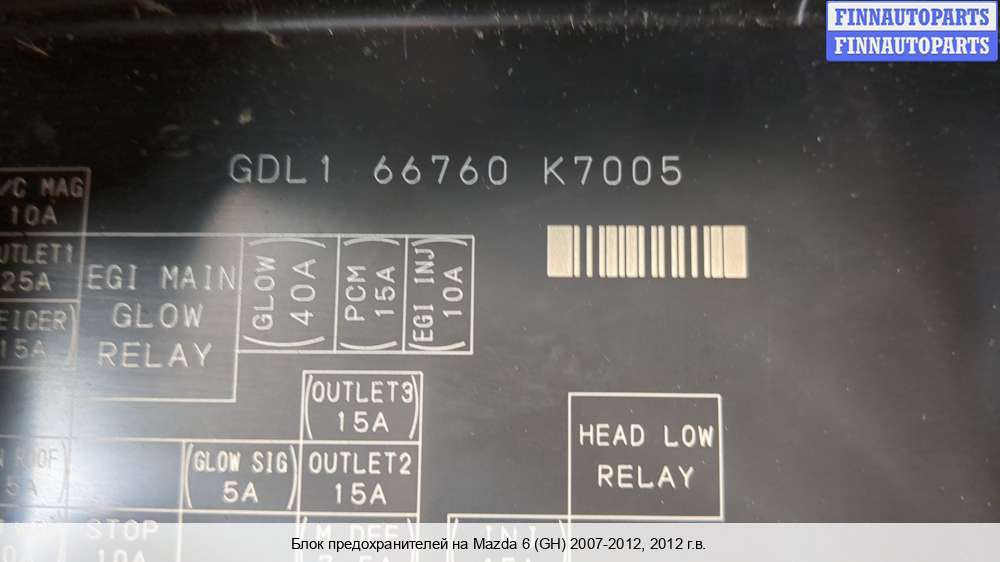 FINNAUTOPARTS
FINNAUTOPARTS
GDL1 66760 K7005
/C MAG
10A
25A
15A
EGI MAIN
GLOW
RELAY
(GLOW)
40A
(PCM)
15A
(EGI INJ)
10A
(OUTLET3)
15A
(GLOW SIG)
5A
OUTLET2
15A
HEAD LOW
RELAY
STOP
10A
INJ
Блок предохранителей на Mazda 6 (GH) 2007-2012, 2012 г.в.